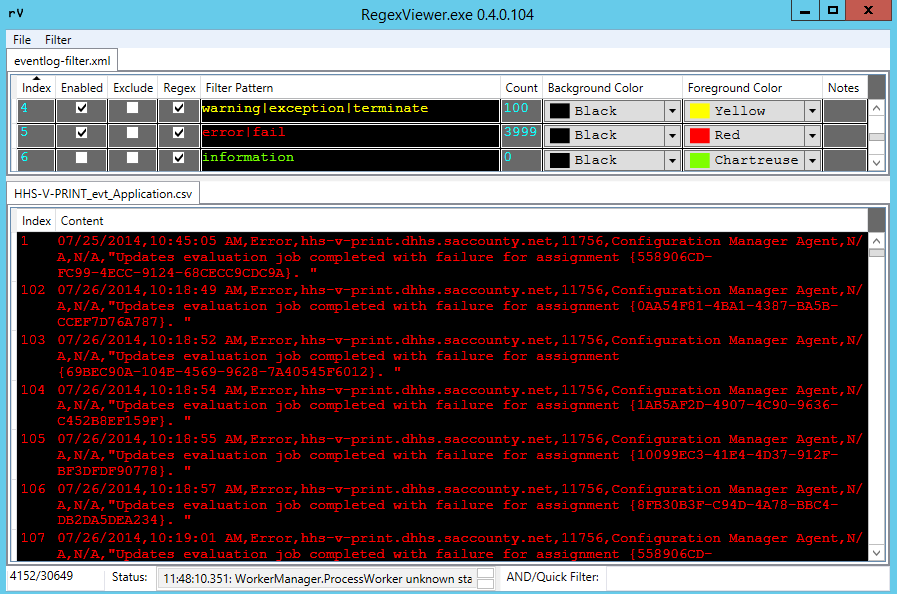 rV RegexViewer.exe 0.4.0.104
File Filter
eventlog-filter.xml
Index Enabled Exclude Regex Filter Pattern Count Background Color Foreground Color Notes
4 warning|exception|terminate 100 Black Yellow
5 error|fail 3999 Black Red
6 information 0 Black Chartreuse
HHS-V-PRINT_evt_Application.csv
Index Content
1 07/25/2014,10:45:05 AM,Error,hhs-v-print.dhhs.saccounty.net,11756,Configuration Manager Agent,N/
A,N/A,"Updates evaluation job completed with failure for assignment {558906CD-
FC99-4ECC-9124-68CECC9CDC9A}. "
102 07/26/2014,10:18:49 AM,Error,hhs-v-print.dhhs.saccounty.net,11756,Configuration Manager Agent,N/
A,N/A,"Updates evaluation job completed with failure for assignment {0AA54F81-4BA1-4387-BA5B-
CCEF7D76A787}. "
103 07/26/2014,10:18:52 AM,Error,hhs-v-print.dhhs.saccounty.net,11756,Configuration Manager Agent,N/
A,N/A,"Updates evaluation job completed with failure for assignment
{69BEC90A-104E-4569-9628-7A40545F6012}. "
104 07/26/2014,10:18:54 AM,Error,hhs-v-print.dhhs.saccounty.net,11756,Configuration Manager Agent,N/
A,N/A,"Updates evaluation job completed with failure for assignment {1AB5AF2D-4907-4C90-9636-
C452B8EF159F}. "
105 07/26/2014,10:18:55 AM,Error,hhs-v-print.dhhs.saccounty.net,11756,Configuration Manager Agent,N/
A,N/A,"Updates evaluation job completed with failure for assignment {10099EC3-41E4-4D37-912F-
BF3DFDF90778}. "
106 07/26/2014,10:18:57 AM,Error,hhs-v-print.dhhs.saccounty.net,11756,Configuration Manager Agent,N/
A,N/A,"Updates evaluation job completed with failure for assignment {8FB30B3F-C94D-4A78-BBC4-
DB2DA5DEA234}. "
107 07/26/2014,10:19:01 AM,Error,hhs-v-print.dhhs.saccounty.net,11756,Configuration Manager Agent,N/
A,N/A,"Updates evaluation job completed with failure for assignment {558906CD-
4152/30649 Status: 11:48:10.351: WorkerManager.ProcessWorker unknown sta AND/Quick Filter: